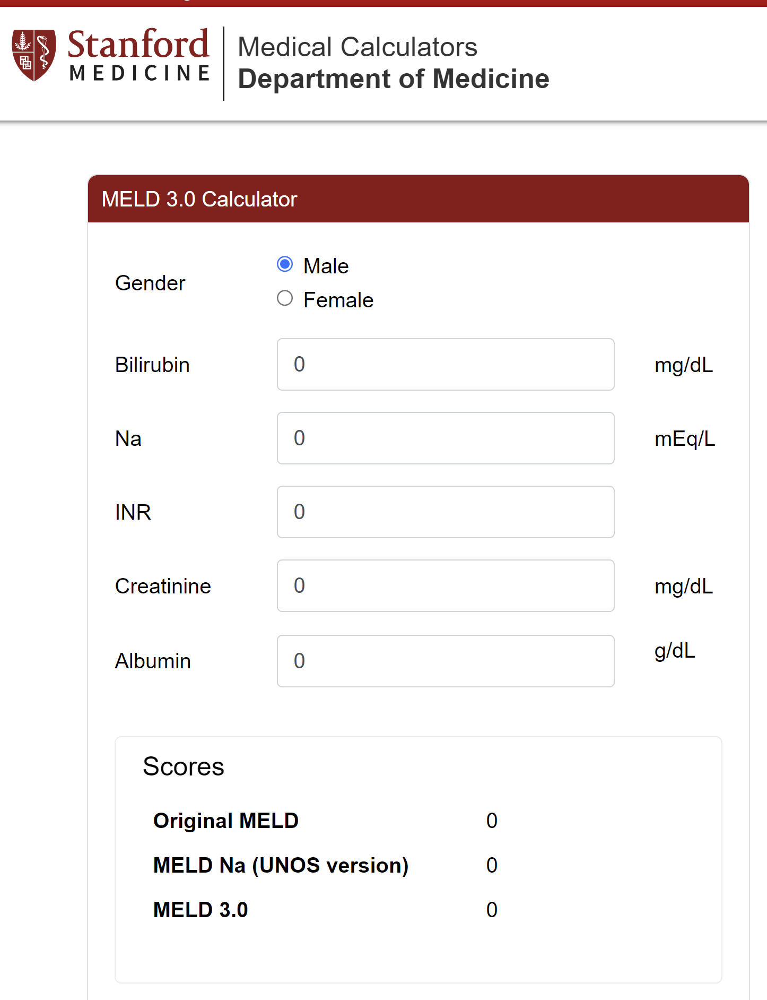 Stanford
MEDICINE
Medical Calculators
Department of Medicine
MELD 3.0 Calculator
Gender
Male
Female
Bilirubin 0 mg/dL
Na 0 mEq/L
INR 0
Creatinine 0 mg/dL
Albumin 0 g/dL
Scores
Original MELD 0
MELD Na (UNOS version) 0
MELD 3.0 0